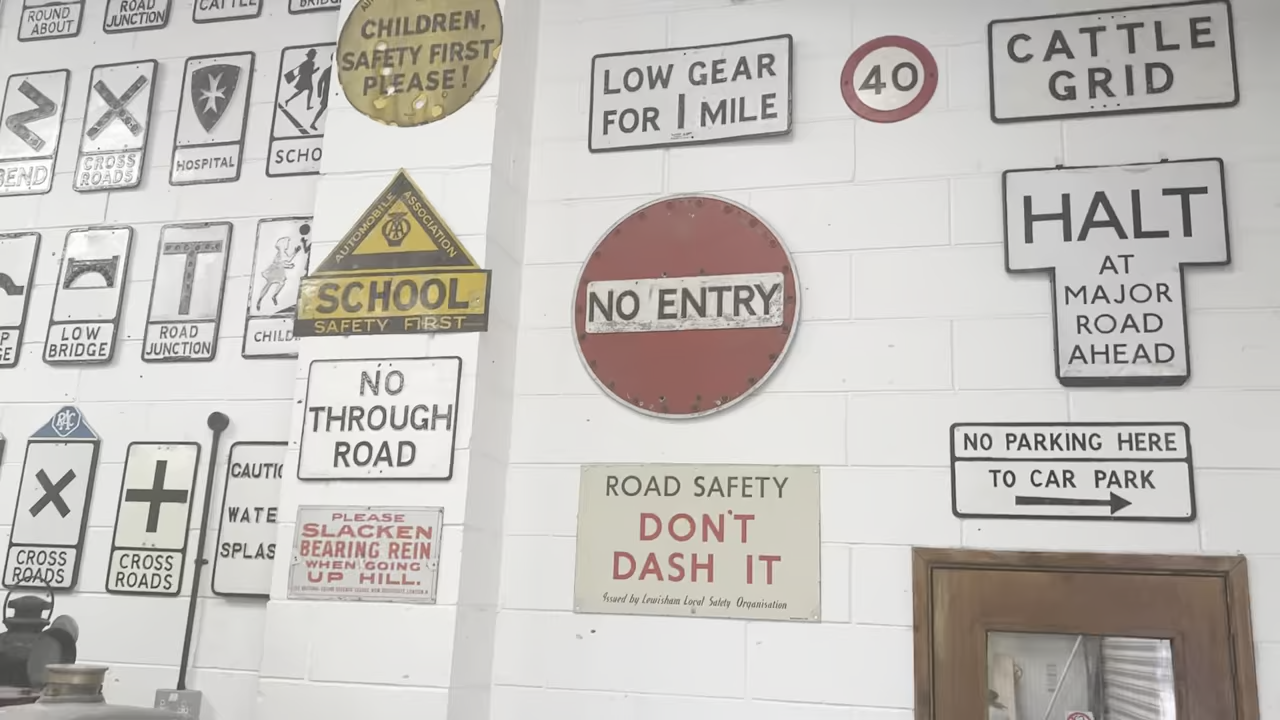 ROUND
ABOUT
ROAD
JUNCTION
CATTLE
CHILDREN,
SAFETY FIRST
PLEASE!
BEND
CROSS
ROADS
HOSPITAL
SCHO
LOW GEAR
FOR 1 MILE
40
CATTLE
GRID
LOW
BRIDGE
ROAD
JUNCTION
CHILD
AUTOMOBILE ASSOCIATION
AA
SCHOOL
SAFETY FIRST
NO ENTRY
HALT
AT
MAJOR
ROAD
AHEAD
NO
THROUGH
ROAD
RAC
CROSS
ROADS
CROSS
ROADS
CAUTIO
WATE
SPLAS
PLEASE
SLACKEN
BEARING REIN
WHEN GOING
UP HILL.
ROAD SAFETY
DON'T
DASH IT
Issued by Lewisham Local Safety Organisation
NO PARKING HERE
TO CAR PARK